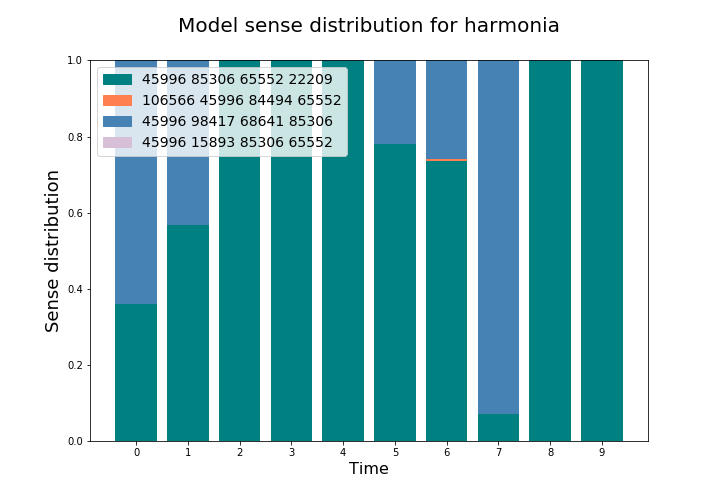 Model sense distribution for harmonia
1.0
0.8
0.6
0.4
0.2
0.0
Sense distribution
45996 85306 65552 22209
106566 45996 84494 65552
45996 98417 68641 85306
45996 15893 85306 65552
0 1 2 3 4 5 6 7 8 9
Time